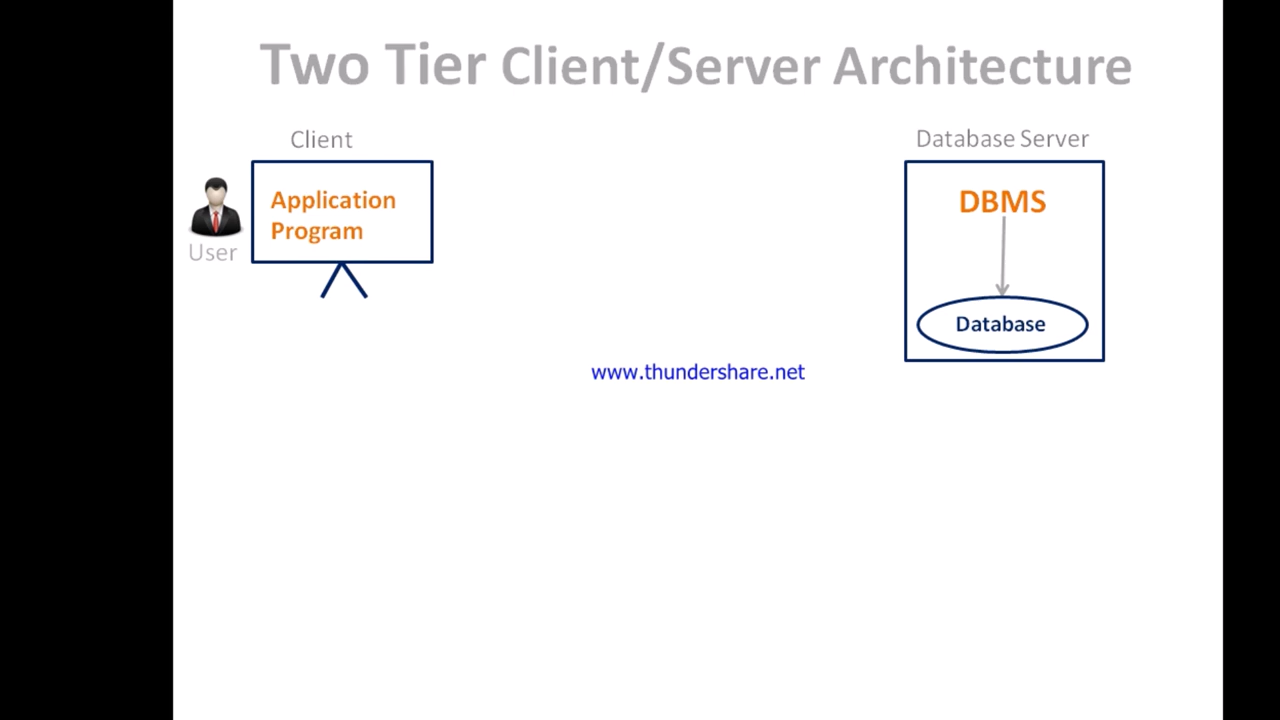 Two Tier Client/Server Architecture
Client
Database Server
Application
Program
DBMS
User
Database
www.thundershare.net